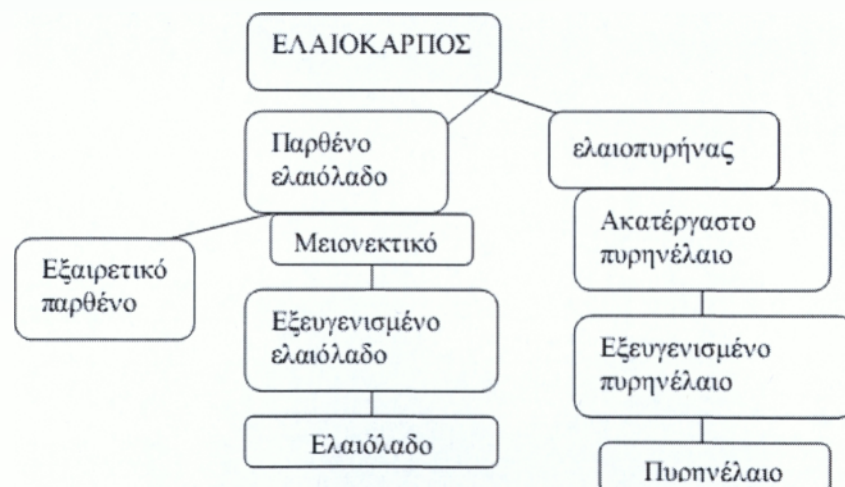 ΕΛΑΙΟΚΑΡΠΟΣ
Παρθένο
ελαιόλαδο
ελαιοπυρήνας
Εξαιρετικό
παρθένο
Μειονεκτικό
Ακατέργαστο
πυρηνέλαιο
Εξευγενισμένο
ελαιόλαδο
Εξευγενισμένο
πυρηνέλαιο
Ελαιόλαδο
Πυρηνέλαιο